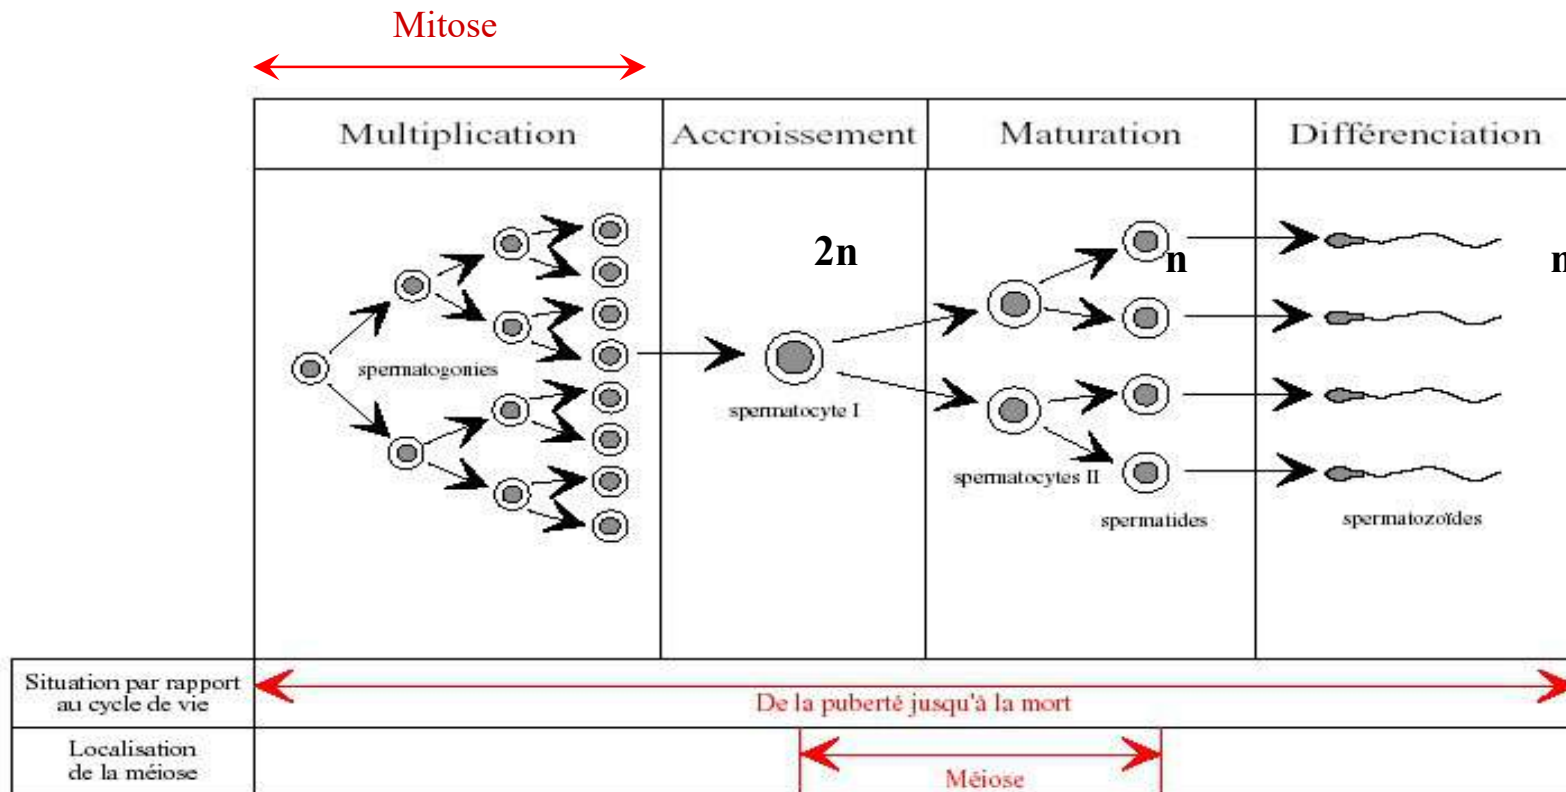 Mitose
Multiplication Accroissement Maturation Différenciation
2n n n
spermatogonies
spermatocyte I
spermatocytes II
spermatides spermatozoïdes
Situation par rapport
au cycle de vie
De la puberté jusqu'à la mort
Localisation
de la méiose
Méiose